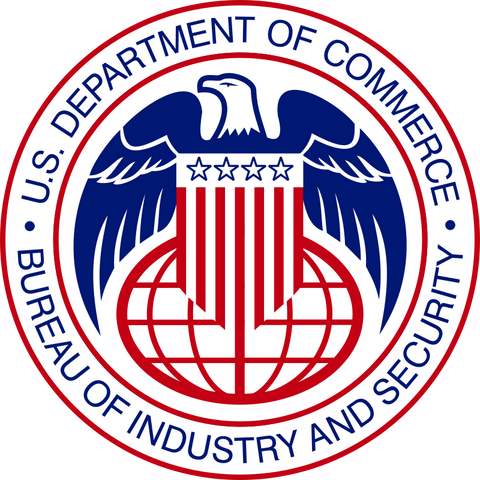 U.S. DEPARTMENT OF COMMERCE
BUREAU OF INDUSTRY AND SECURITY